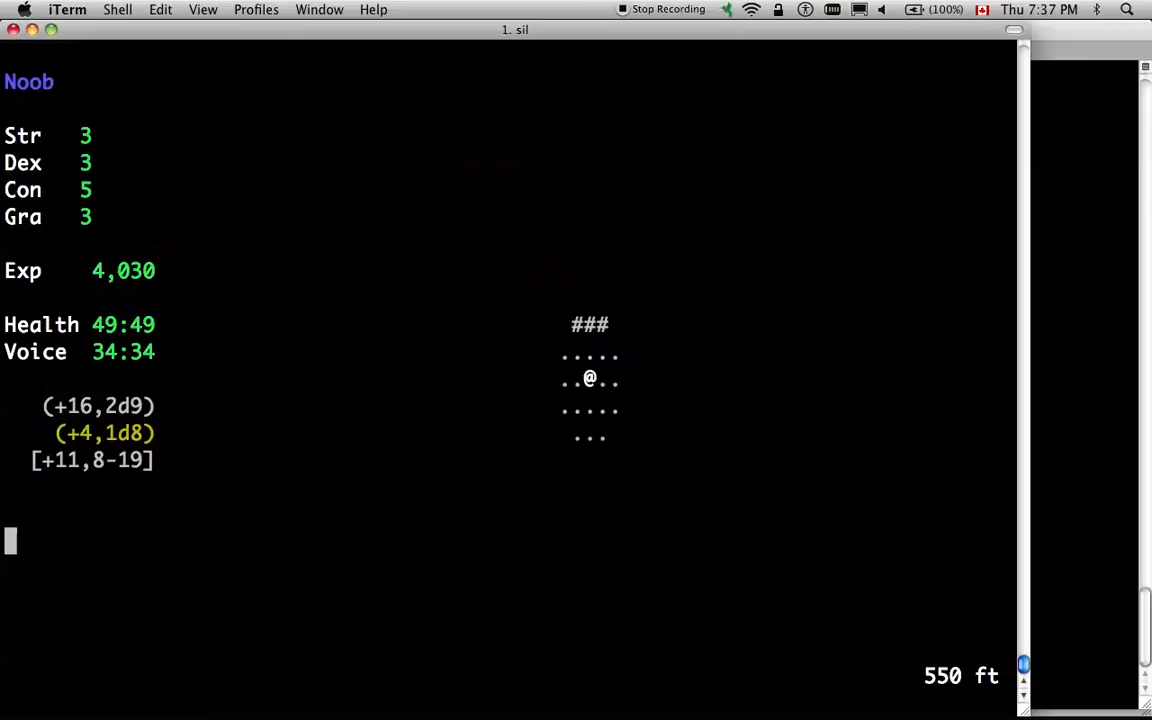 iTerm Shell Edit View Profiles Window Help Stop Recording (100%) Thu 7:37 PM
1. sil
Noob
Str 3
Dex 3
Con 5
Gra 3
Exp 4,030
Health 49:49
Voice 34:34
(+16,2d9)
(+4,1d8)
[+11,8-19]
###
.....
..@..
.....
...
550 ft